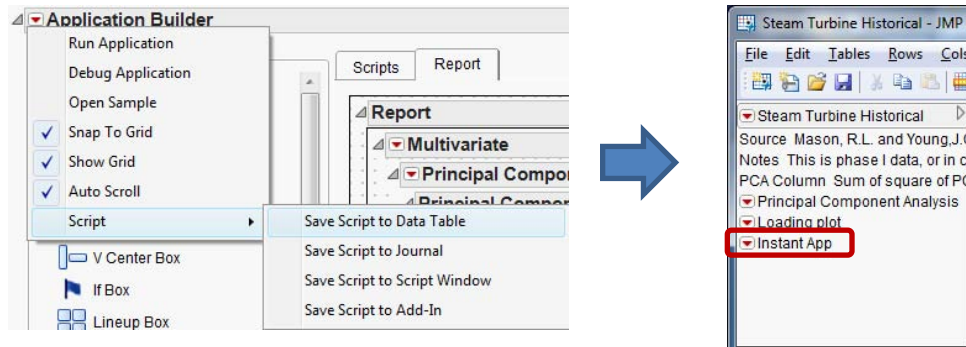 Application Builder
Run Application
Debug Application
Open Sample
Snap To Grid
Show Grid
Auto Scroll
Script
V Center Box
If Box
Lineup Box
Save Script to Data Table
Save Script to Journal
Save Script to Script Window
Save Script to Add-In
Scripts Report
Report
Multivariate
Principal Compo
Principal Compo
Steam Turbine Historical - JMP
File Edit Tables Rows Cols
Steam Turbine Historical
Source Mason, R.L. and Young,J.
Notes This is phase I data, or in c
PCA Column Sum of square of P
Principal Component Analysis
Loading plot
Instant App